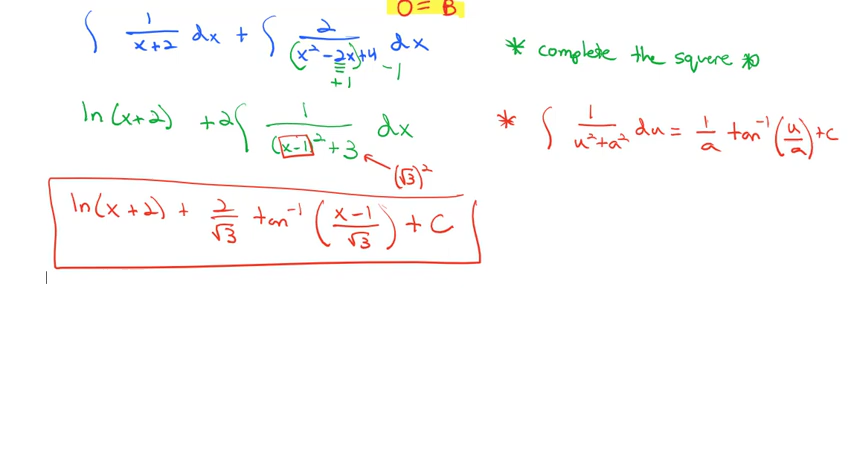 0 = B
∫ 1/(x+2) dx + ∫ 2/((x² − 2x)+4) dx
+1 −1
* complete the square *
ln(x+2) + 2∫ 1/((x−1)² + 3) dx
(√3)²
* ∫ 1/(u²+a²) du = 1/a tan⁻¹(u/a) + C
ln(x+2) + 2/√3 tan⁻¹((x−1)/√3) + C